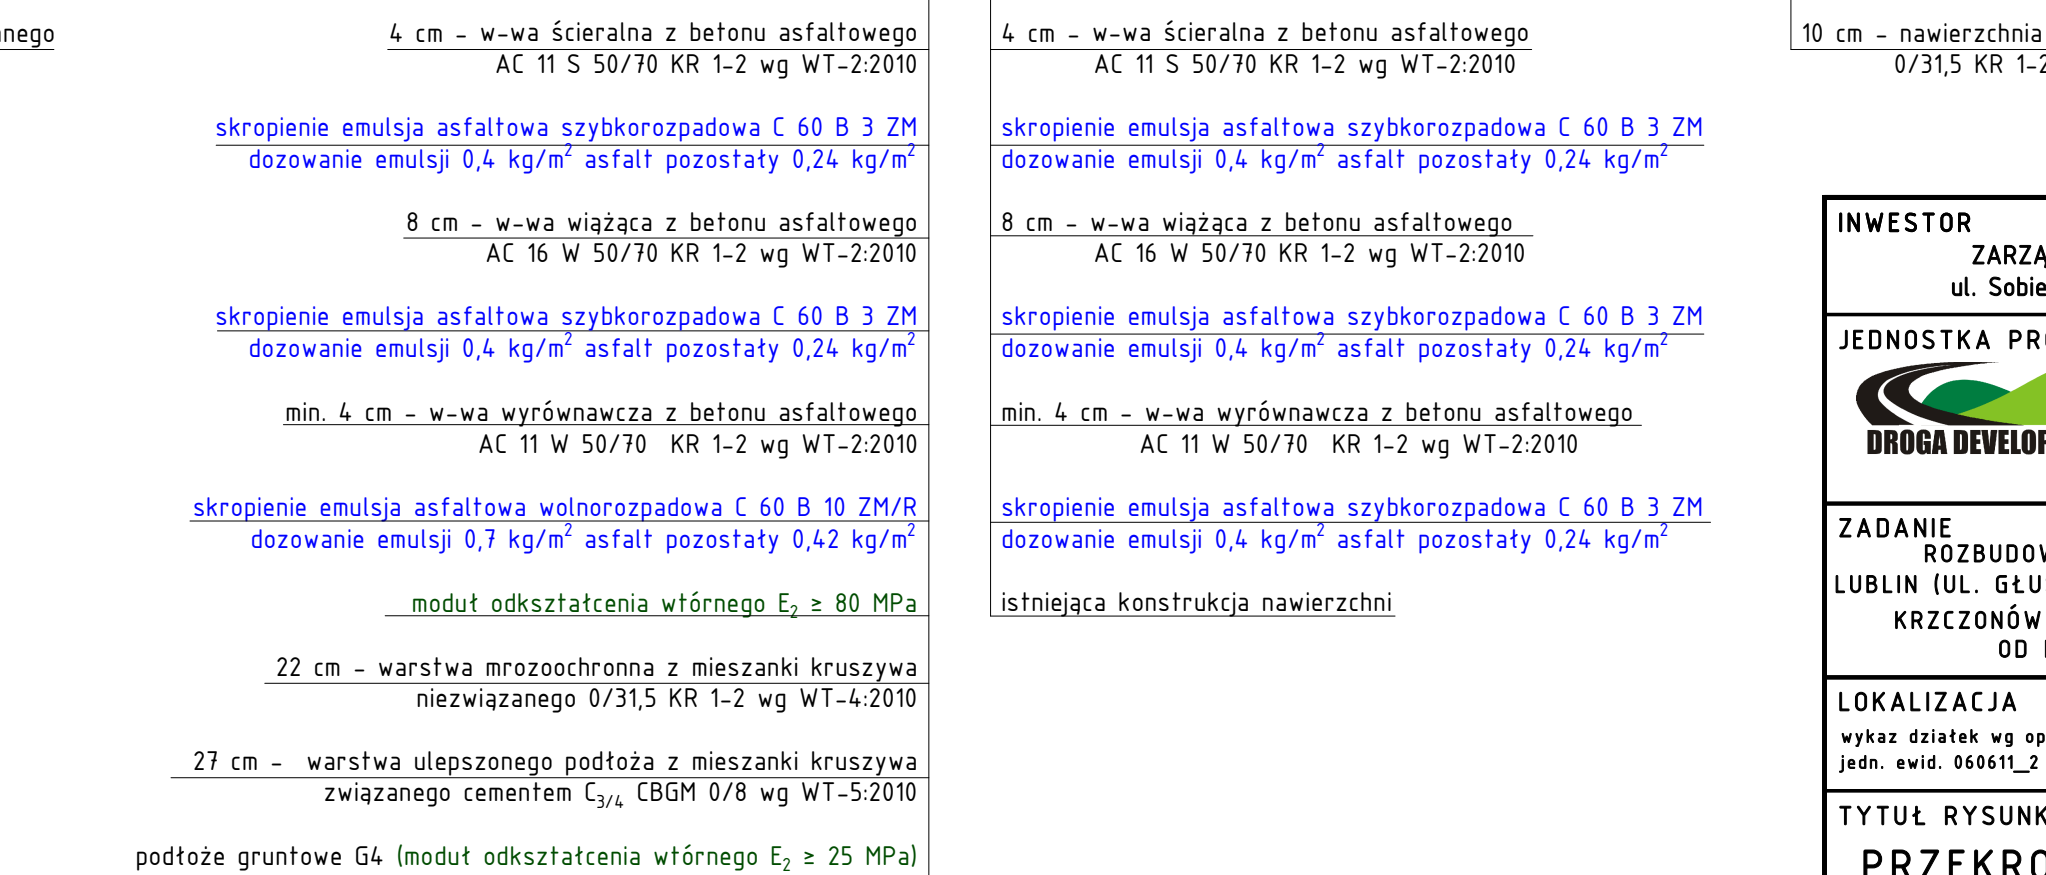 4 cm - w-wa ścieralna z betonu asfaltowego
AC 11 S 50/70 KR 1-2 wg WT-2:2010
skropienie emulsja asfaltowa szybkorozpadowa C 60 B 3 ZM
dozowanie emulsji 0,4 kg/m² asfalt pozostały 0,24 kg/m²
8 cm - w-wa wiążąca z betonu asfaltowego
AC 16 W 50/70 KR 1-2 wg WT-2:2010
skropienie emulsja asfaltowa szybkorozpadowa C 60 B 3 ZM
dozowanie emulsji 0,4 kg/m² asfalt pozostały 0,24 kg/m²
min. 4 cm - w-wa wyrównawcza z betonu asfaltowego
AC 11 W 50/70 KR 1-2 wg WT-2:2010
skropienie emulsja asfaltowa wolnorozpadowa C 60 B 10 ZM/R
dozowanie emulsji 0,7 kg/m² asfalt pozostały 0,42 kg/m²
moduł odkształcenia wtórnego E₂ ≥ 80 MPa
22 cm - warstwa mrozoochronna z mieszanki kruszywa
niezwiązanego 0/31,5 KR 1-2 wg WT-4:2010
27 cm - warstwa ulepszonego podłoża z mieszanki kruszywa
związanego cementem C3/4 CBGM 0/8 wg WT-5:2010
podłoże gruntowe G4 (moduł odkształcenia wtórnego E₂ ≥ 25 MPa)
4 cm - w-wa ścieralna z betonu asfaltowego
AC 11 S 50/70 KR 1-2 wg WT-2:2010
skropienie emulsja asfaltowa szybkorozpadowa C 60 B 3 ZM
dozowanie emulsji 0,4 kg/m² asfalt pozostały 0,24 kg/m²
8 cm - w-wa wiążąca z betonu asfaltowego
AC 16 W 50/70 KR 1-2 wg WT-2:2010
skropienie emulsja asfaltowa szybkorozpadowa C 60 B 3 ZM
dozowanie emulsji 0,4 kg/m² asfalt pozostały 0,24 kg/m²
min. 4 cm - w-wa wyrównawcza z betonu asfaltowego
AC 11 W 50/70 KR 1-2 wg WT-2:2010
skropienie emulsja asfaltowa szybkorozpadowa C 60 B 3 ZM
dozowanie emulsji 0,4 kg/m² asfalt pozostały 0,24 kg/m²
istniejąca konstrukcja nawierzchni
10 cm - nawierzchnia
0/31,5 KR 1-2
INWESTOR
ul.
JEDNOSTKA
DROGA
ZADANIE
LUBLIN (UL.
KRZCZONÓW
OD
LOKALIZACJA
wykaz działek wg
jedn. ewid. 060611_2
TYTUŁ